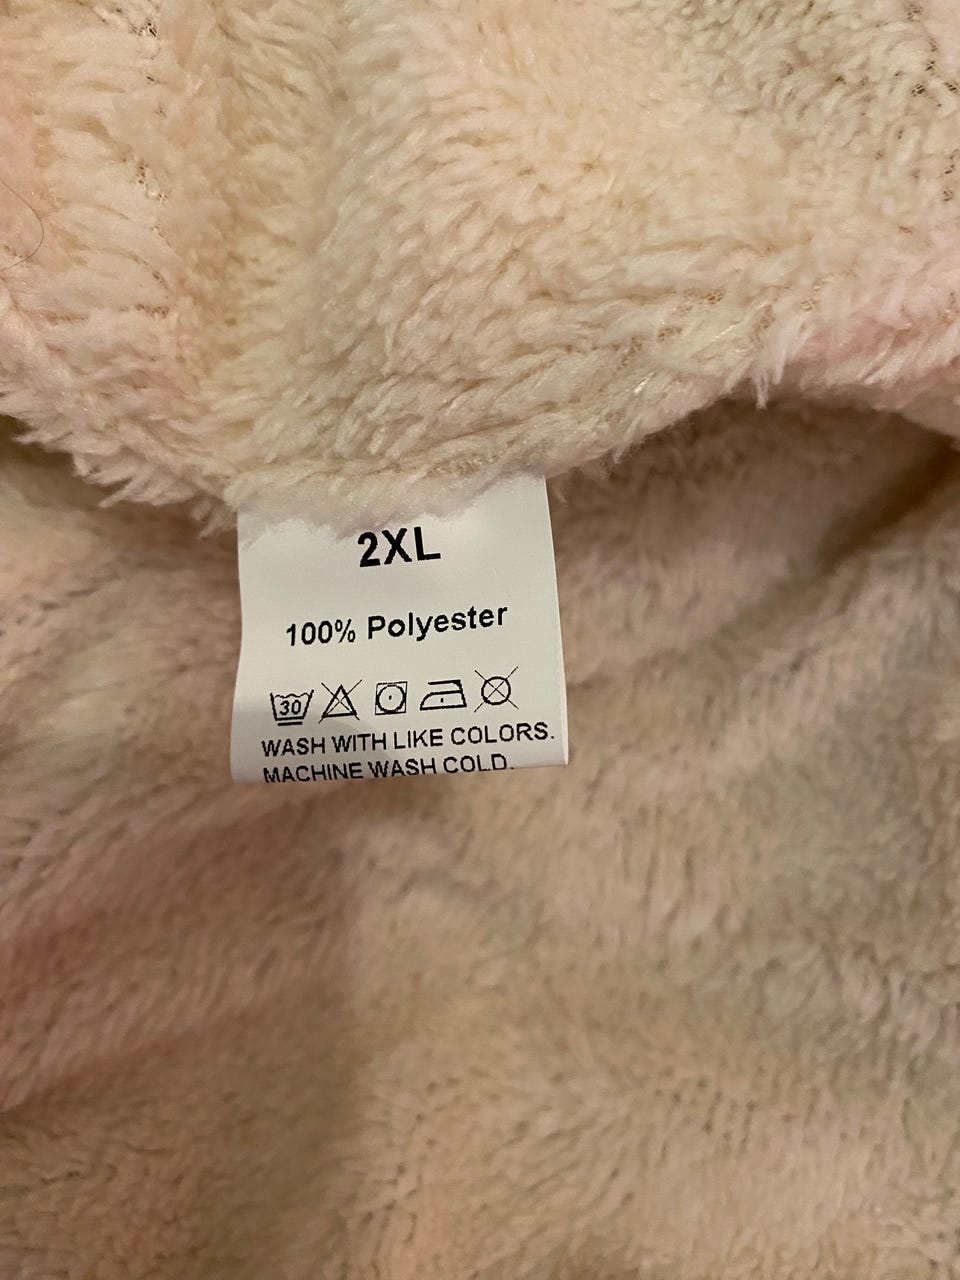 2XL
100% Polyester
30
WASH WITH LIKE COLORS.
MACHINE WASH COLD.